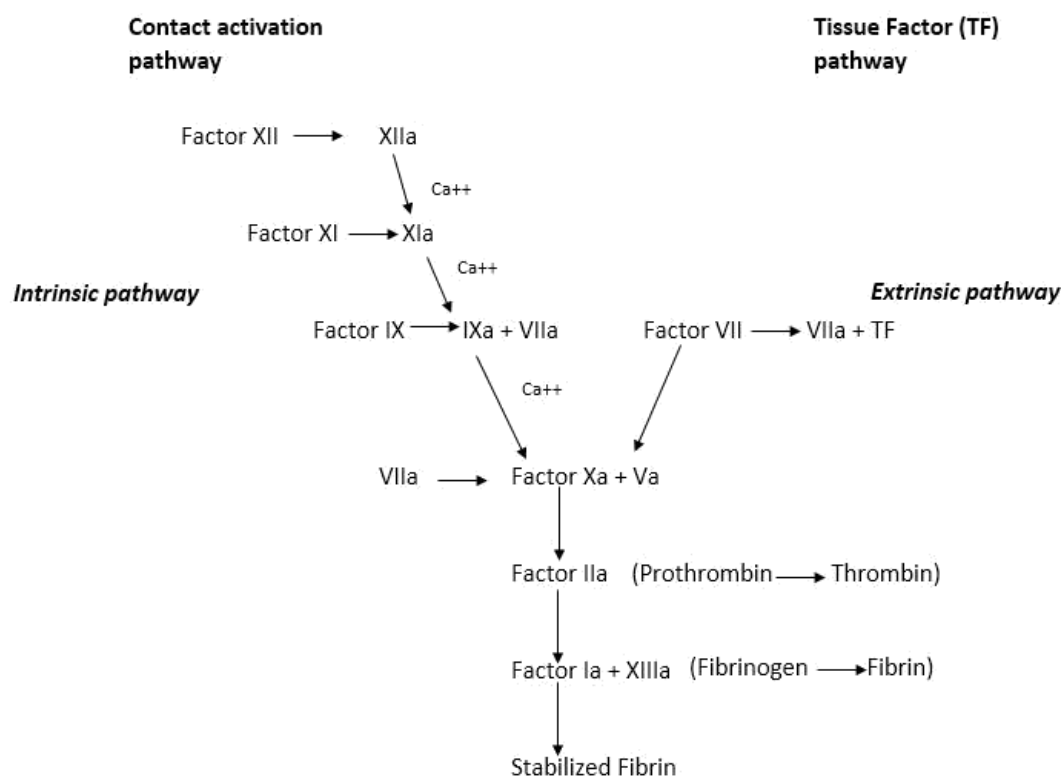 Contact activation
pathway
Tissue Factor (TF)
pathway
Factor XII XIIa
Ca++
Factor XI XIa
Ca++
Intrinsic pathway
Extrinsic pathway
Factor IX IXa + VIIa
Factor VII VIIa + TF
Ca++
VIIa Factor Xa + Va
Factor IIa (Prothrombin Thrombin)
Factor Ia + XIIIa (Fibrinogen Fibrin)
Stabilized Fibrin